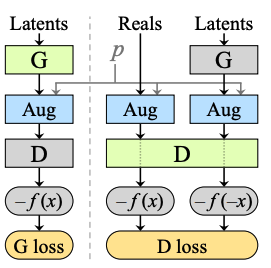 Latents Reals Latents
G p G
Aug Aug Aug
D D
−f(x) −f(x) −f(−x)
G loss D loss